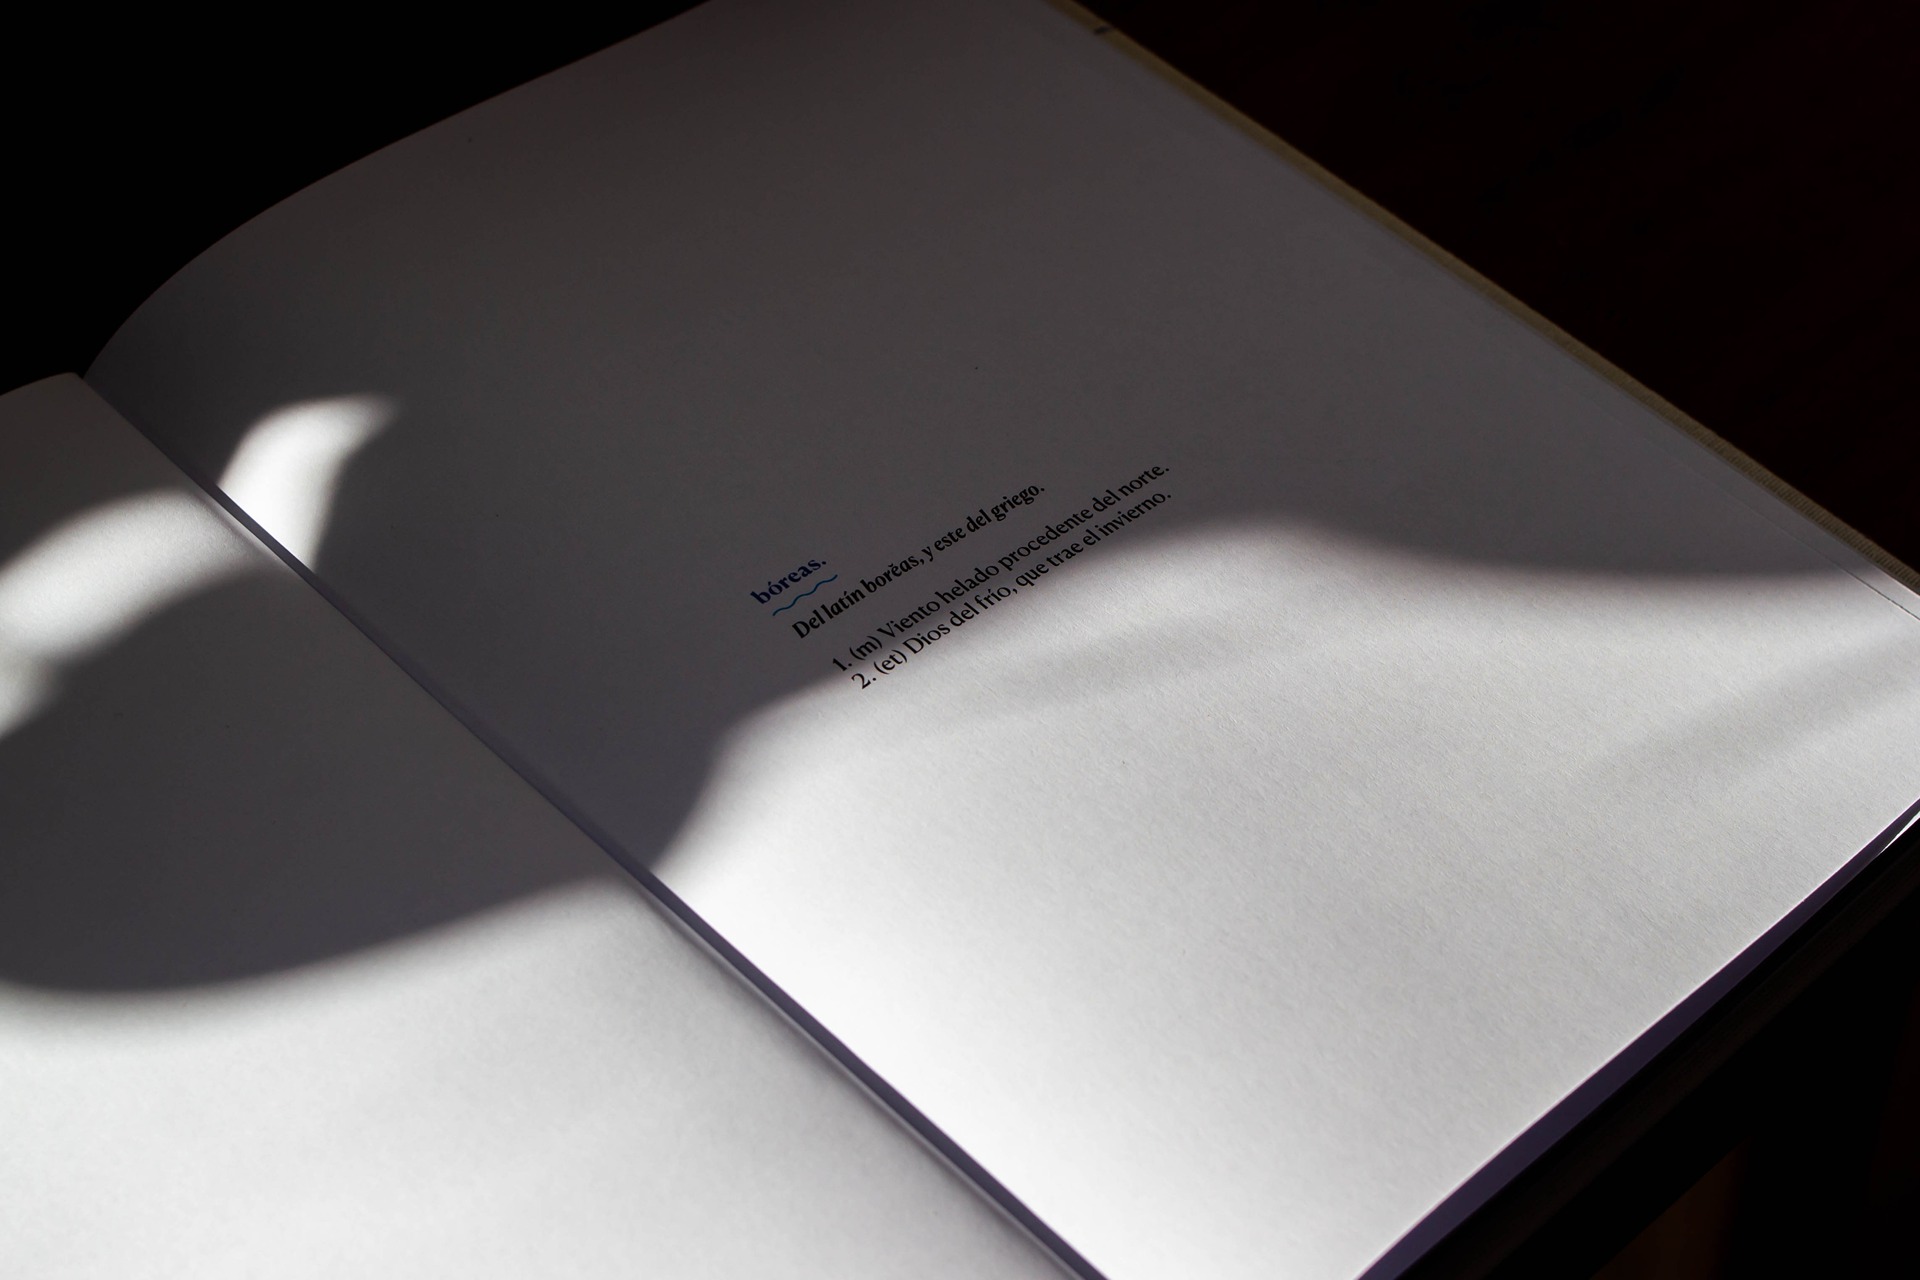 bóreas.
Del latín borĕas, y este del griego.
1. (m) Viento helado procedente del norte.
2. (et) Dios del frío, que trae el invierno.